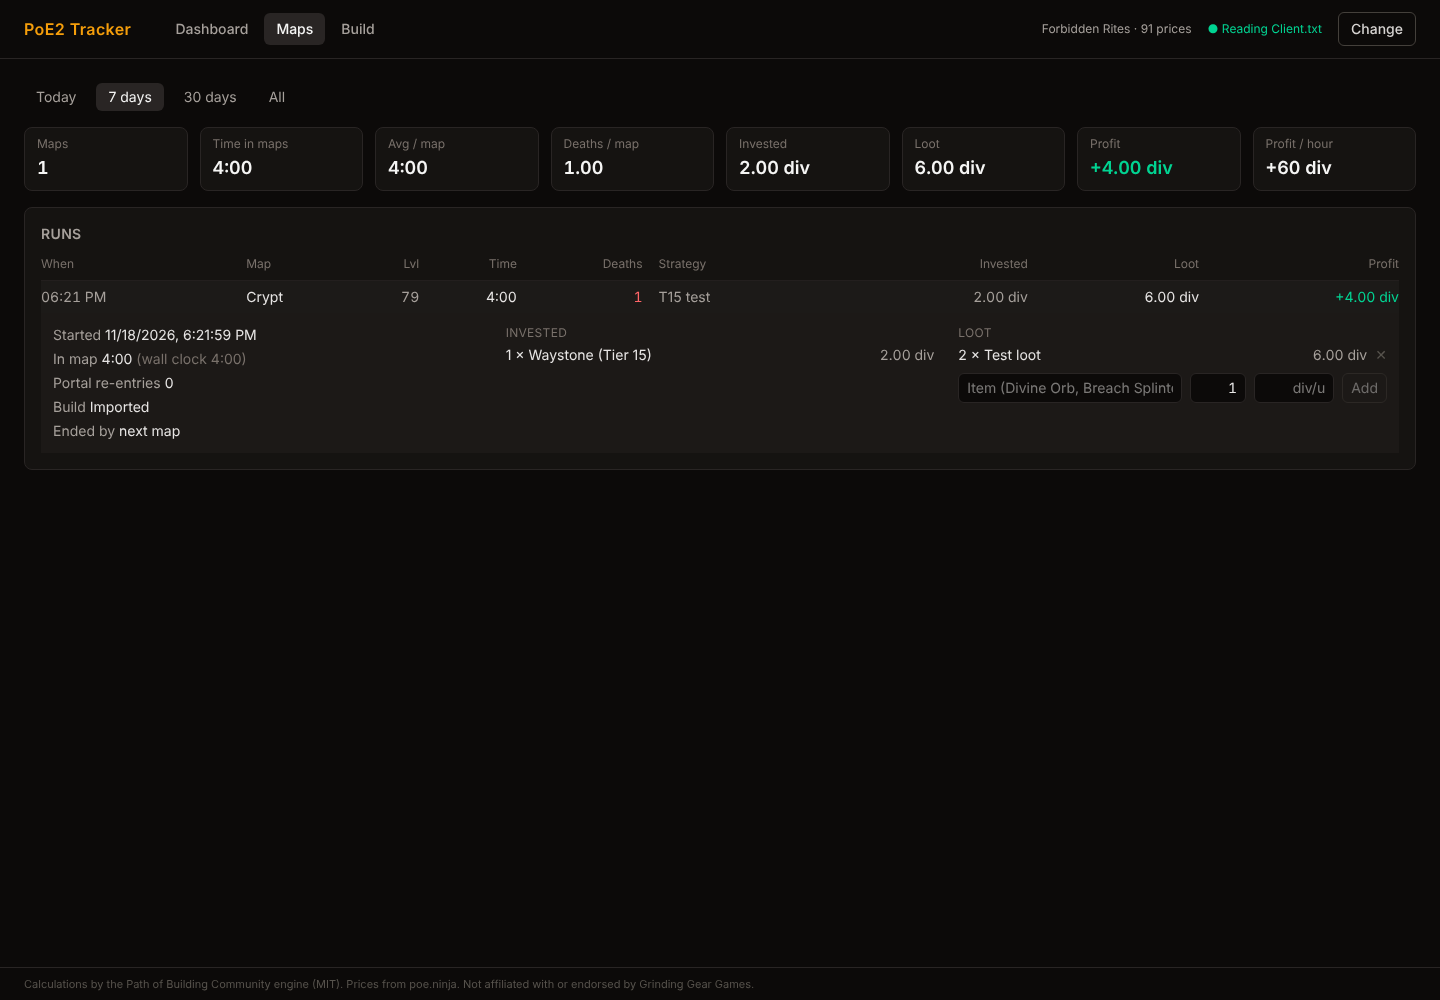 PoE2 Tracker Dashboard Maps Build Forbidden Rites · 91 prices Reading Client.txt Change
Today 7 days 30 days All
Maps Time in maps Avg / map Deaths / map Invested Loot Profit Profit / hour
1 4:00 4:00 1.00 2.00 div 6.00 div +4.00 div +60 div
RUNS
When Map Lvl Time Deaths Strategy Invested Loot Profit
06:21 PM Crypt 79 4:00 1 T15 test 2.00 div 6.00 div +4.00 div
Started 11/18/2026, 6:21:59 PM
In map 4:00 (wall clock 4:00)
Portal re-entries 0
Build Imported
Ended by next map
INVESTED
1 × Waystone (Tier 15) 2.00 div
LOOT
2 × Test loot 6.00 div ×
Item (Divine Orb, Breach Splint 1 div/u Add
Calculations by the Path of Building Community engine (MIT). Prices from poe.ninja. Not affiliated with or endorsed by Grinding Gear Games.